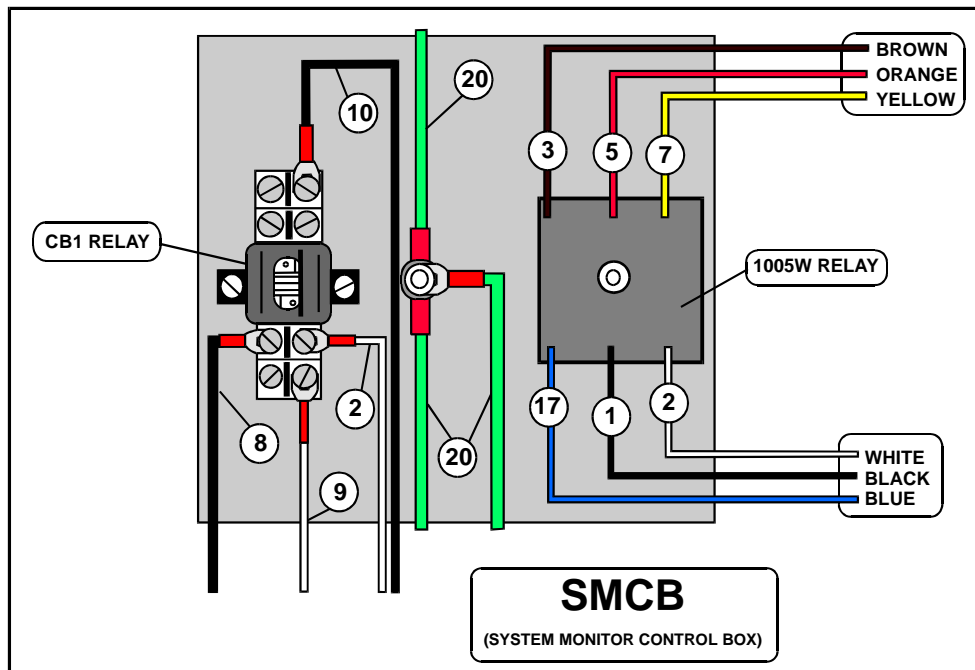 BROWN
ORANGE
YELLOW
20
10
3
5
7
CB1 RELAY
1005W RELAY
17
1
2
2
8
20
9
WHITE
BLACK
BLUE
SMCB
(SYSTEM MONITOR CONTROL BOX)